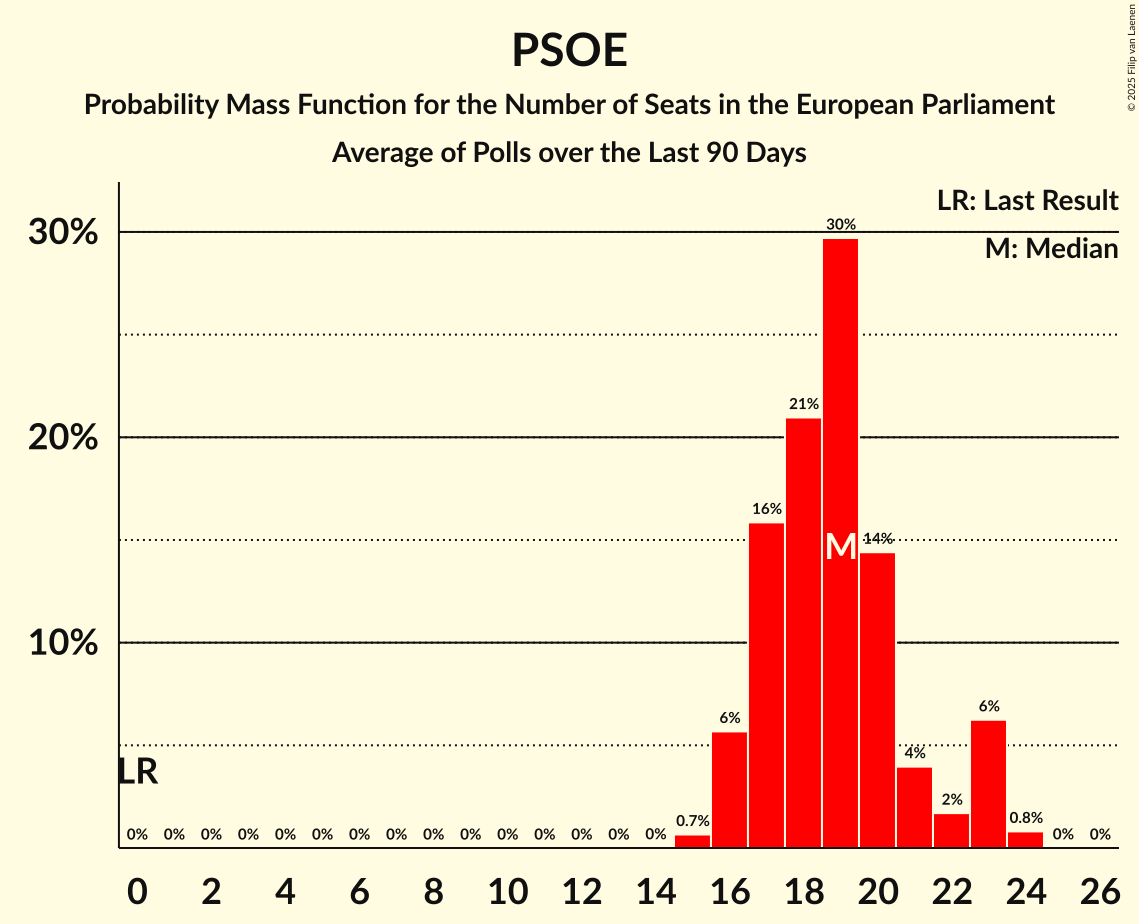 PSOE
Probability Mass Function for the Number of Seats in the European Parliament
Average of Polls over the Last 90 Days
© 2025 Filip van Laenen
LR: Last Result
M: Median
30%
20%
10%
30%
21%
16%
14%
M
6%
6%
4%
2%
0.7%
0.8%
LR
0% 0% 0% 0% 0% 0% 0% 0% 0% 0% 0% 0% 0% 0% 0% 0% 0%
0 2 4 6 8 10 12 14 16 18 20 22 24 26